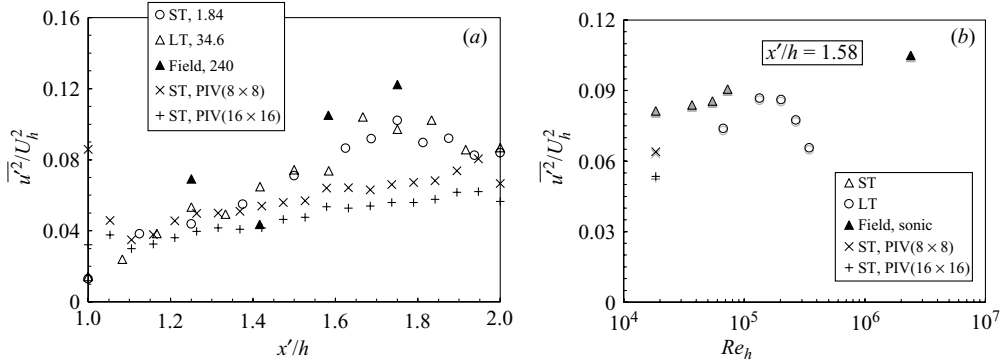 0.16
0.12
0.08
0.04
0
u′²/U_h²
1.0
1.2
1.4
1.6
1.8
2.0
x′/h
ST, 1.84
LT, 34.6
Field, 240
ST, PIV(8 × 8)
ST, PIV(16 × 16)
(a)
0.12
0.09
0.06
0.03
0
u′²/U_h²
10⁴
10⁵
10⁶
10⁷
Re_h
x′/h = 1.58
(b)
ST
LT
Field, sonic
ST, PIV(8 × 8)
ST, PIV(16 × 16)